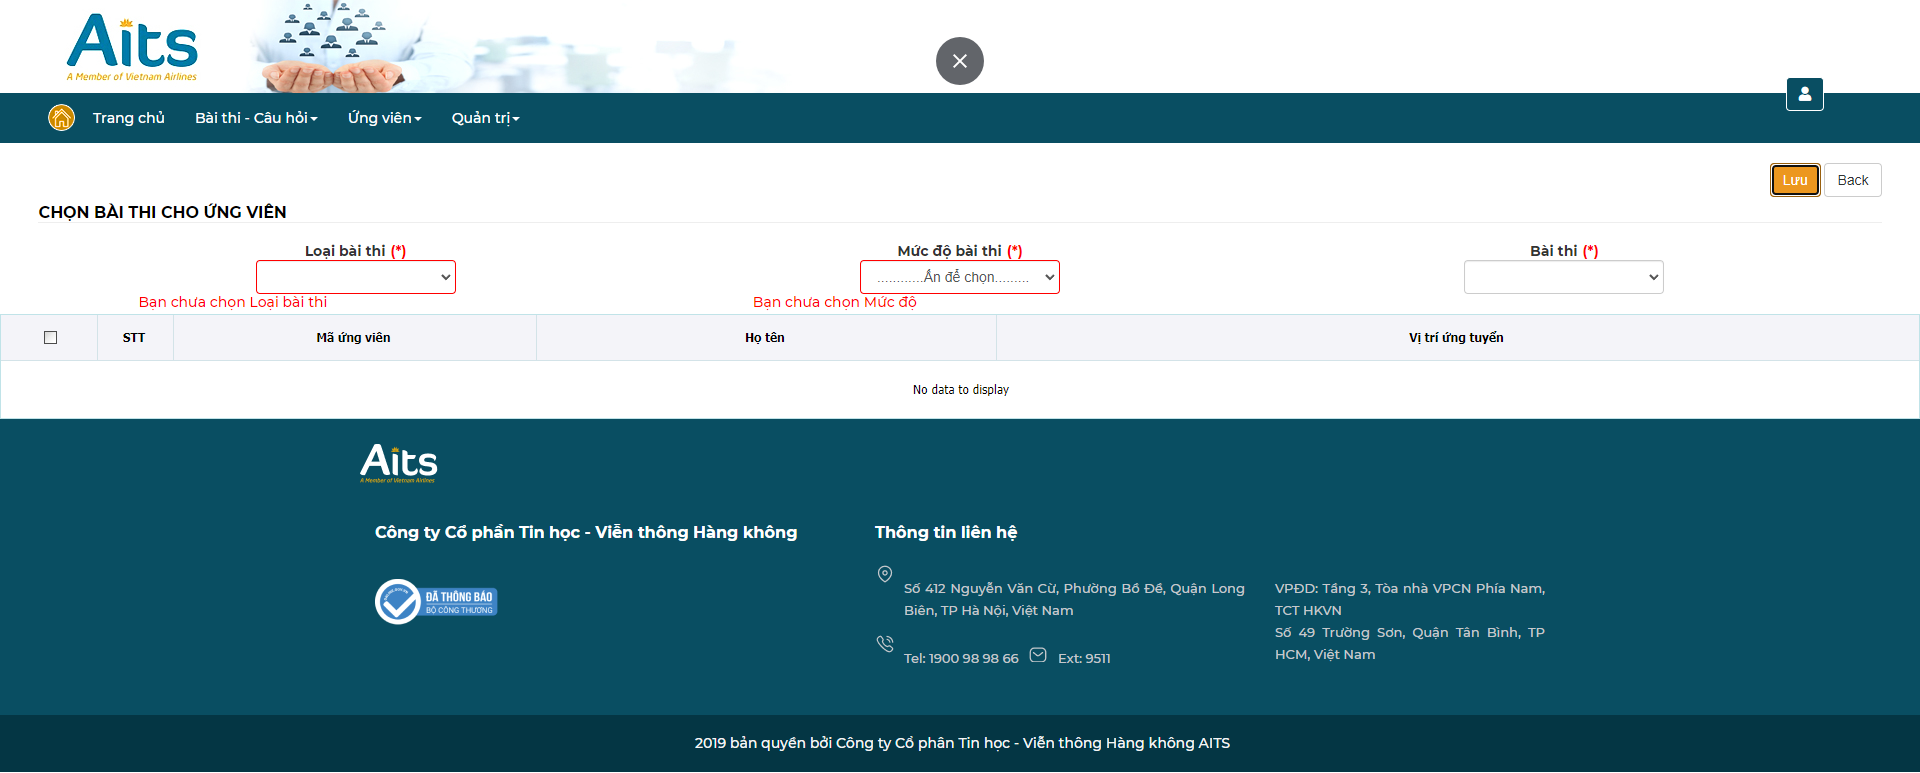 Aits
A Member of Vietnam Airlines
Trang chủ
Bài thi - Câu hỏi
Ứng viên
Quản trị
Lưu
Back
CHỌN BÀI THI CHO ỨNG VIÊN
Loại bài thi (*)
Mức độ bài thi (*)
Bài thi (*)
............Ấn để chọn.........
Bạn chưa chọn Loại bài thi
Bạn chưa chọn Mức độ
STT
Mã ứng viên
Họ tên
Vị trí ứng tuyển
No data to display
Aits
A Member of Vietnam Airlines
Công ty Cổ phần Tin học - Viễn thông Hàng không
Thông tin liên hệ
ĐÃ THÔNG BÁO
BỘ CÔNG THƯƠNG
Số 412 Nguyễn Văn Cừ, Phường Bồ Đề, Quận Long
Biên, TP Hà Nội, Việt Nam
Tel: 1900 98 98 66
Ext: 9511
VPĐD: Tầng 3, Tòa nhà VPCN Phía Nam,
TCT HKVN
Số 49 Trường Sơn, Quận Tân Bình, TP
HCM, Việt Nam
2019 bản quyền bởi Công ty Cổ phân Tin học - Viễn thông Hàng không AITS